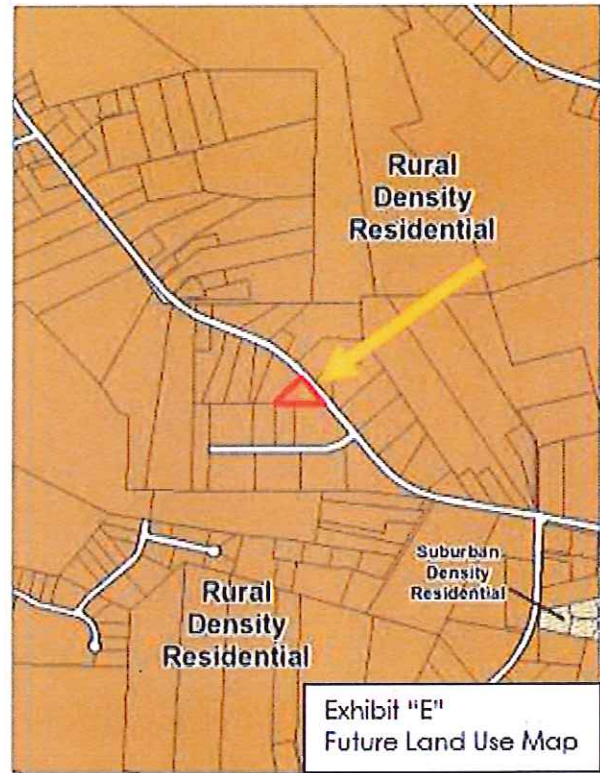 Rural
Density
Residential
Suburban
Density
Residential
Rural
Density
Residential
Exhibit "E"
Future Land Use Map